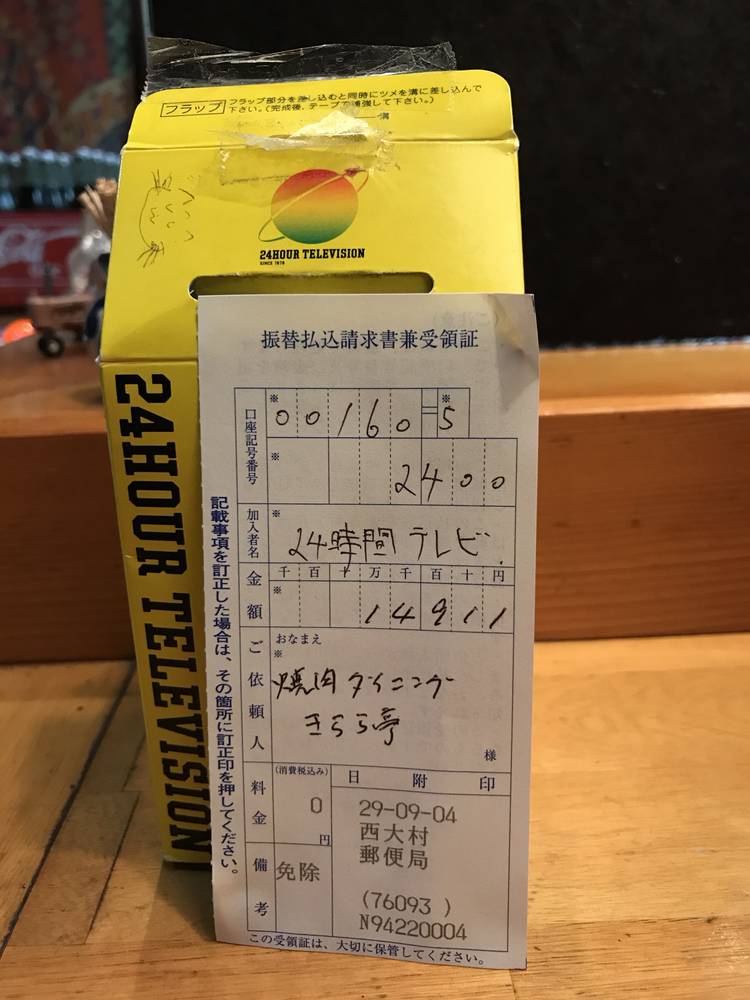 フラップ
フラップ部分を差し込むと同時にツメを溝に差し込んで
下さい。(完成後、テープで補強して下さい。)
溝
24HOUR TELEVISION
SINCE 1978
24HOUR TELEVISION
振替払込請求書兼受領証
口座記号番号
※ 00160-5 ※
※ 2400
加入者名
※ 24時間テレビ
金額
千百十万千百十円
※ 14911
ご依頼人
おなまえ
※
焼肉ダイニング
きらら亭
様
料金
(消費税込み)
0
円
備考
免除
日附印
29-09-04
西大村
郵便局
(76093 )
N94220004
記載事項を訂正した場合は、その箇所に訂正印を押してください。
この受領証は、大切に保管してください。